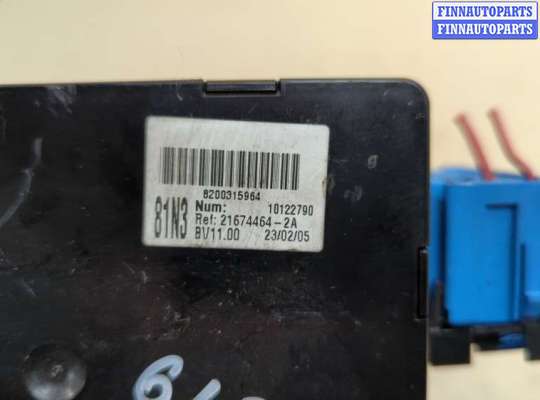 FINNAUTOPARTS
FINNAUTOPARTS
8200315964
81N3
Num: 10122790
Ref: 21674464-2A
BV11.00 23/02/05